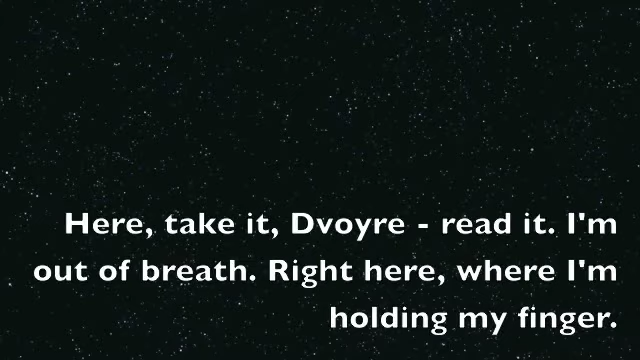 Here, take it, Dvoyre - read it. I'm
out of breath. Right here, where I'm
holding my finger.